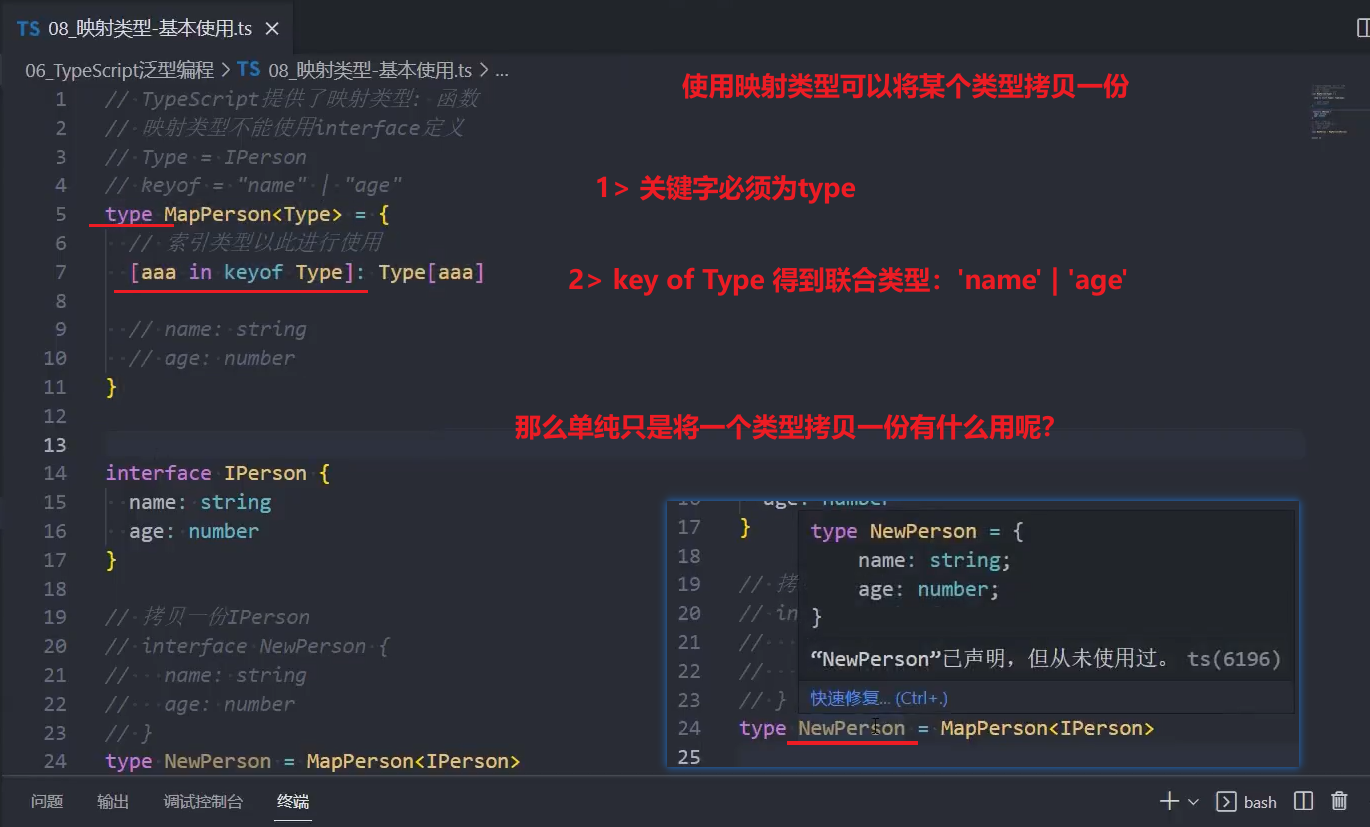 TS 08_映射类型-基本使用.ts ×
06_TypeScript泛型编程 > TS 08_映射类型-基本使用.ts > ...
使用映射类型可以将某个类型拷贝一份
1 // TypeScript提供了映射类型: 函数
2 // 映射类型不能使用interface定义
3 // Type = IPerson
4 // keyof = "name" | "age"
1> 关键字必须为type
5 type MapPerson<Type> = {
6 // 索引类型以此进行使用
7 [aaa in keyof Type]: Type[aaa]
2> key of Type 得到联合类型：'name' | 'age'
8
9 // name: string
10 // age: number
11 }
12
那么单纯只是将一个类型拷贝一份有什么用呢？
13
14 interface IPerson {
15 name: string
16 age: number
17 }
18
19 // 拷贝一份IPerson
20 // interface NewPerson {
21 // name: string
22 // age: number
23 // }
24 type NewPerson = MapPerson<IPerson>
age: number
17 }
18
19 // 拷
20 // in
21 //
22 //
23 // }
type NewPerson = {
name: string;
age: number;
}
“NewPerson”已声明，但从未使用过。 ts(6196)
快速修复... (Ctrl+.)
24 type NewPerson = MapPerson<IPerson>
25
问题 输出 调试控制台 终端
bash